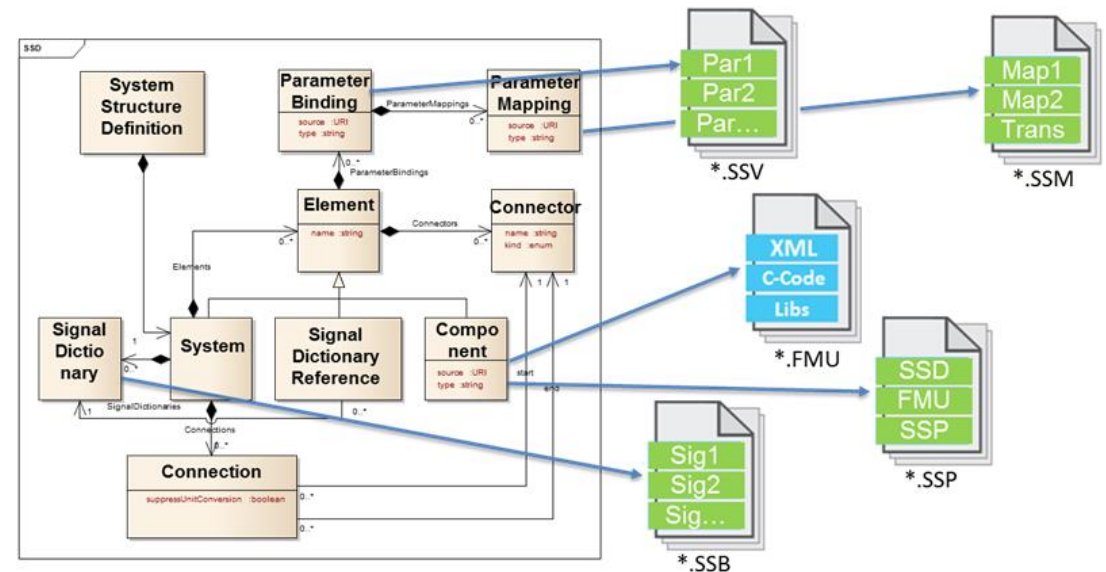 SSD
System
Structure
Definition
Parameter
Binding
source :URI
type :string
ParameterMappings
0..*
Parameter
Mapping
source :URI
type :string
0..*
ParameterBindings
Element
name :string
Connectors
0..*
0..*
Connector
name :string
kind :enum
Elements
1
1
Signal
Dictio
nary
1
0..*
System
Signal
Dictionary
Reference
Compo
nent
source :URI
type :string
start
end
SignalDictionaries
1
0..*
Connections
0..*
Connection
suppressUnitConversion :boolean
0..*
0..*
Par1
Par2
Par...
*.SSV
Map1
Map2
Trans
*.SSM
XML
C-Code
Libs
*.FMU
SSD
FMU
SSP
*.SSP
Sig1
Sig2
Sig...
*.SSB